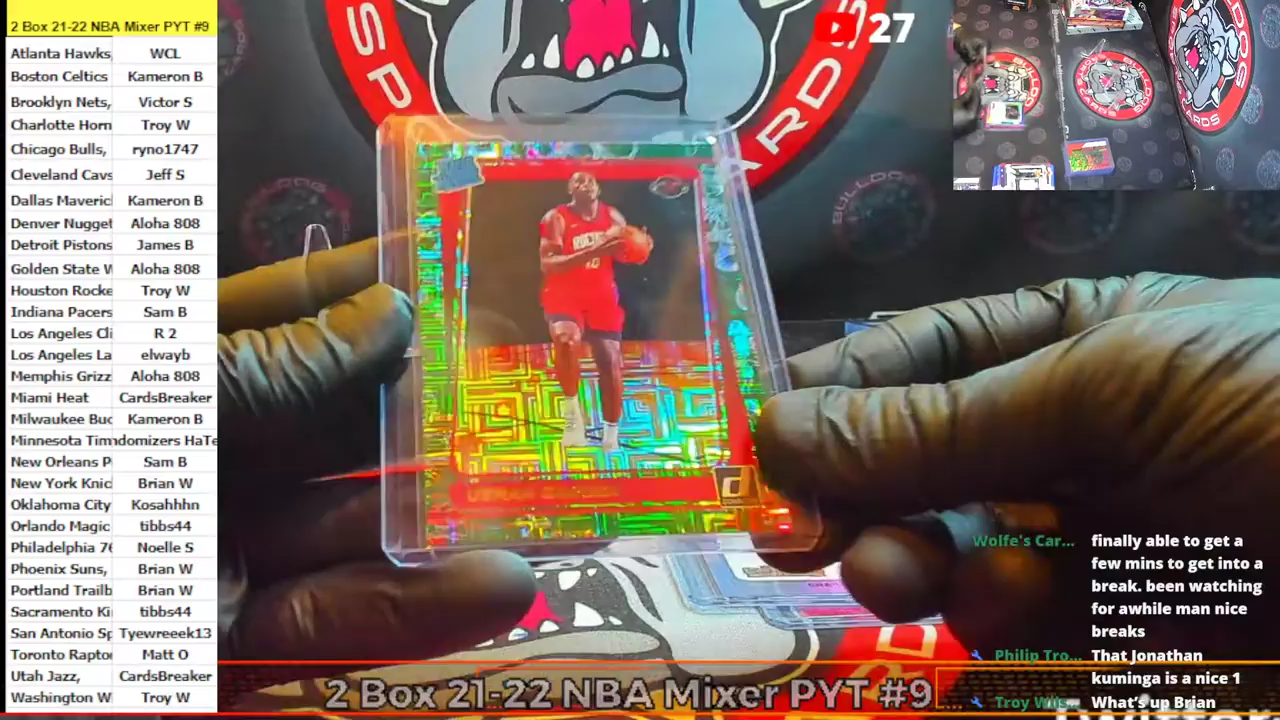 2 Box 21-22 NBA Mixer PYT #9
Atlanta Hawks, WCL
Boston Celtics Kameron B
Brooklyn Nets, Victor S
Charlotte Horn Troy W
Chicago Bulls, ryno1747
Cleveland Cavs Jeff S
Dallas Maveric Kameron B
Denver Nugget Aloha 808
Detroit Pistons James B
Golden State W Aloha 808
Houston Rocke Troy W
Indiana Pacers Sam B
Los Angeles Cli R 2
Los Angeles La elwayb
Memphis Grizz Aloha 808
Miami Heat CardsBreaker
Milwaukee Buc Kameron B
Minnesota Timdomizers HaTe
New Orleans P Sam B
New York Knic Brian W
Oklahoma City Kosahhhn
Orlando Magic tibbs44
Philadelphia 76 Noelle S
Phoenix Suns, Brian W
Portland Trailb Brian W
Sacramento Ki tibbs44
San Antonio Sp Tyewreeek13
Toronto Rapto Matt O
Utah Jazz, CardsBreaker
Washington W Troy W
27
SP
ARDS
BULLDOG
Wolfe's Car... finally able to get a
few mins to get into a
break. been watching
for awhile man nice
breaks
Philip Tro... That Jonathan
kuminga is a nice 1
Troy Wils... What's up Brian
2 Box 21-22 NBA Mixer PYT #9